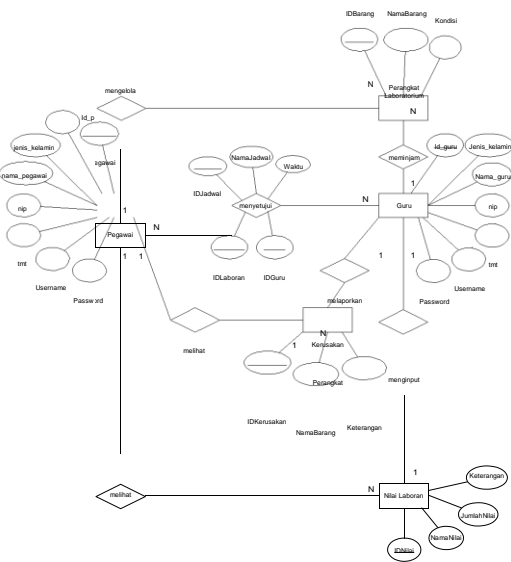 IDBarang
NamaBarang
Kondisi
mengelola
N
Perangkat
Laboratorium
N
Id_p
egawai
jenis_kelamin
nama_pegawai
nip
tmt
Username
Password
1
Pegawai
N
1
1
NamaJadwal
Waktu
IDJadwal
menyetujui
IDLaboran
IDGuru
N
meminjam
1
Id_guru
Jenis_kelamin
Nama_guru
Guru
nip
tmt
Username
Password
1
1
melaporkan
melihat
N
1
Kerusakan
Perangkat
menginput
IDKerusakan
NamaBarang
Keterangan
1
melihat
N
Nilai Laboran
Keterangan
JumlahNilai
NamaNilai
IDNilai